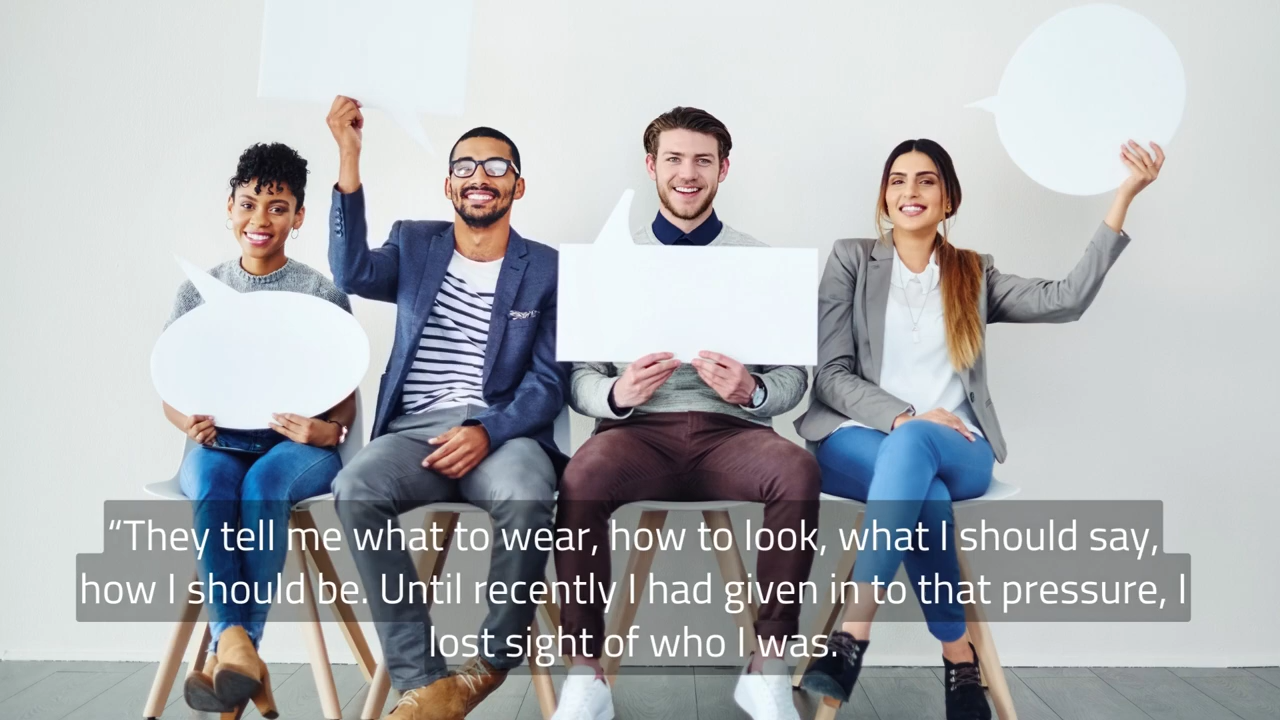 “They tell me what to wear, how to look, what I should say,
how I should be. Until recently I had given in to that pressure, I
lost sight of who I was.